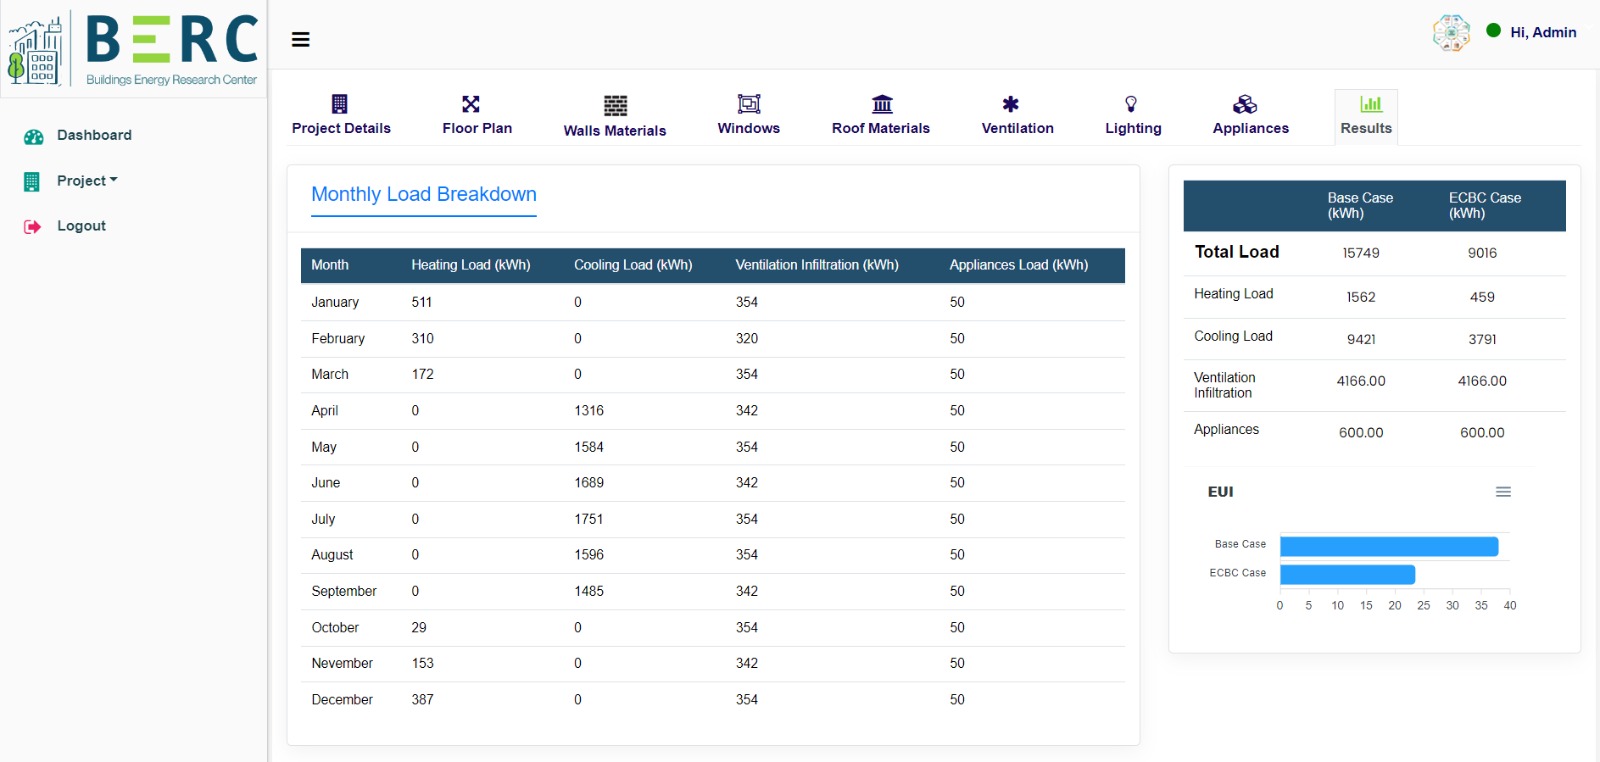 BERC
Buildings Energy Research Center
Hi, Admin
Dashboard
Project
Logout
Project Details
Floor Plan
Walls Materials
Windows
Roof Materials
Ventilation
Lighting
Appliances
Results
Monthly Load Breakdown
Month Heating Load (kWh) Cooling Load (kWh) Ventilation Infiltration (kWh) Appliances Load (kWh)
January 511 0 354 50
February 310 0 320 50
March 172 0 354 50
April 0 1316 342 50
May 0 1584 354 50
June 0 1689 342 50
July 0 1751 354 50
August 0 1596 354 50
September 0 1485 342 50
October 29 0 354 50
Nevember 153 0 342 50
December 387 0 354 50
Base Case ECBC Case
(kWh) (kWh)
Total Load 15749 9016
Heating Load 1562 459
Cooling Load 9421 3791
Ventilation
Infiltration 4166.00 4166.00
Appliances 600.00 600.00
EUI
Base Case
ECBC Case
0 5 10 15 20 25 30 35 40